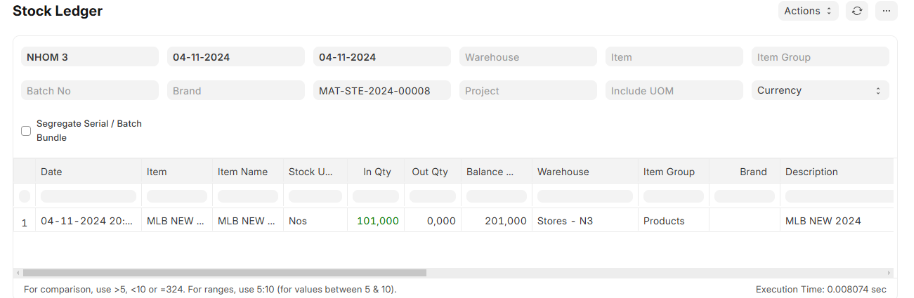 Stock Ledger
Actions
NHOM 3 04-11-2024 04-11-2024 Warehouse Item Item Group
Batch No Brand MAT-STE-2024-00008 Project Include UOM Currency
Segregate Serial / Batch
Bundle
Date Item Item Name Stock U... In Qty Out Qty Balance ... Warehouse Item Group Brand Description
1 04-11-2024 20:... MLB NEW ... MLB NEW ... Nos 101,000 0,000 201,000 Stores - N3 Products MLB NEW 2024
For comparison, use >5, <10 or =324. For ranges, use 5:10 (for values between 5 & 10).
Execution Time: 0.008074 sec